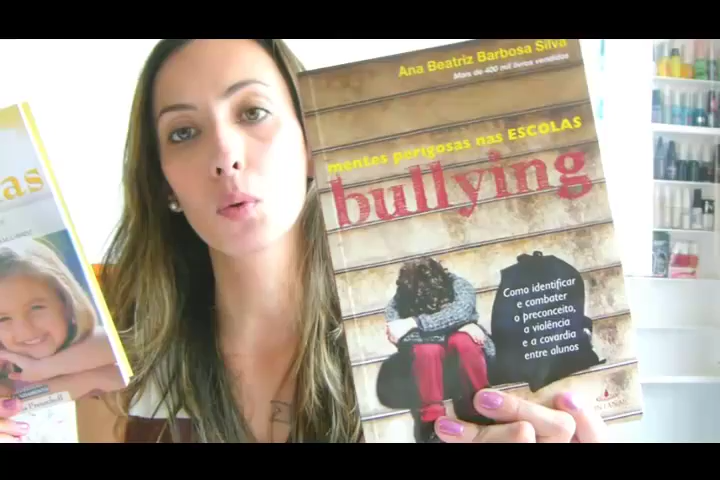 Ana Beatriz Barbosa Silva
Mais de 400 mil livros vendidos
mentes perigosas nas ESCOLAS
bullying
Como identificar
e combater
o preconceito,
a violência
e a covardia
entre alunos
as